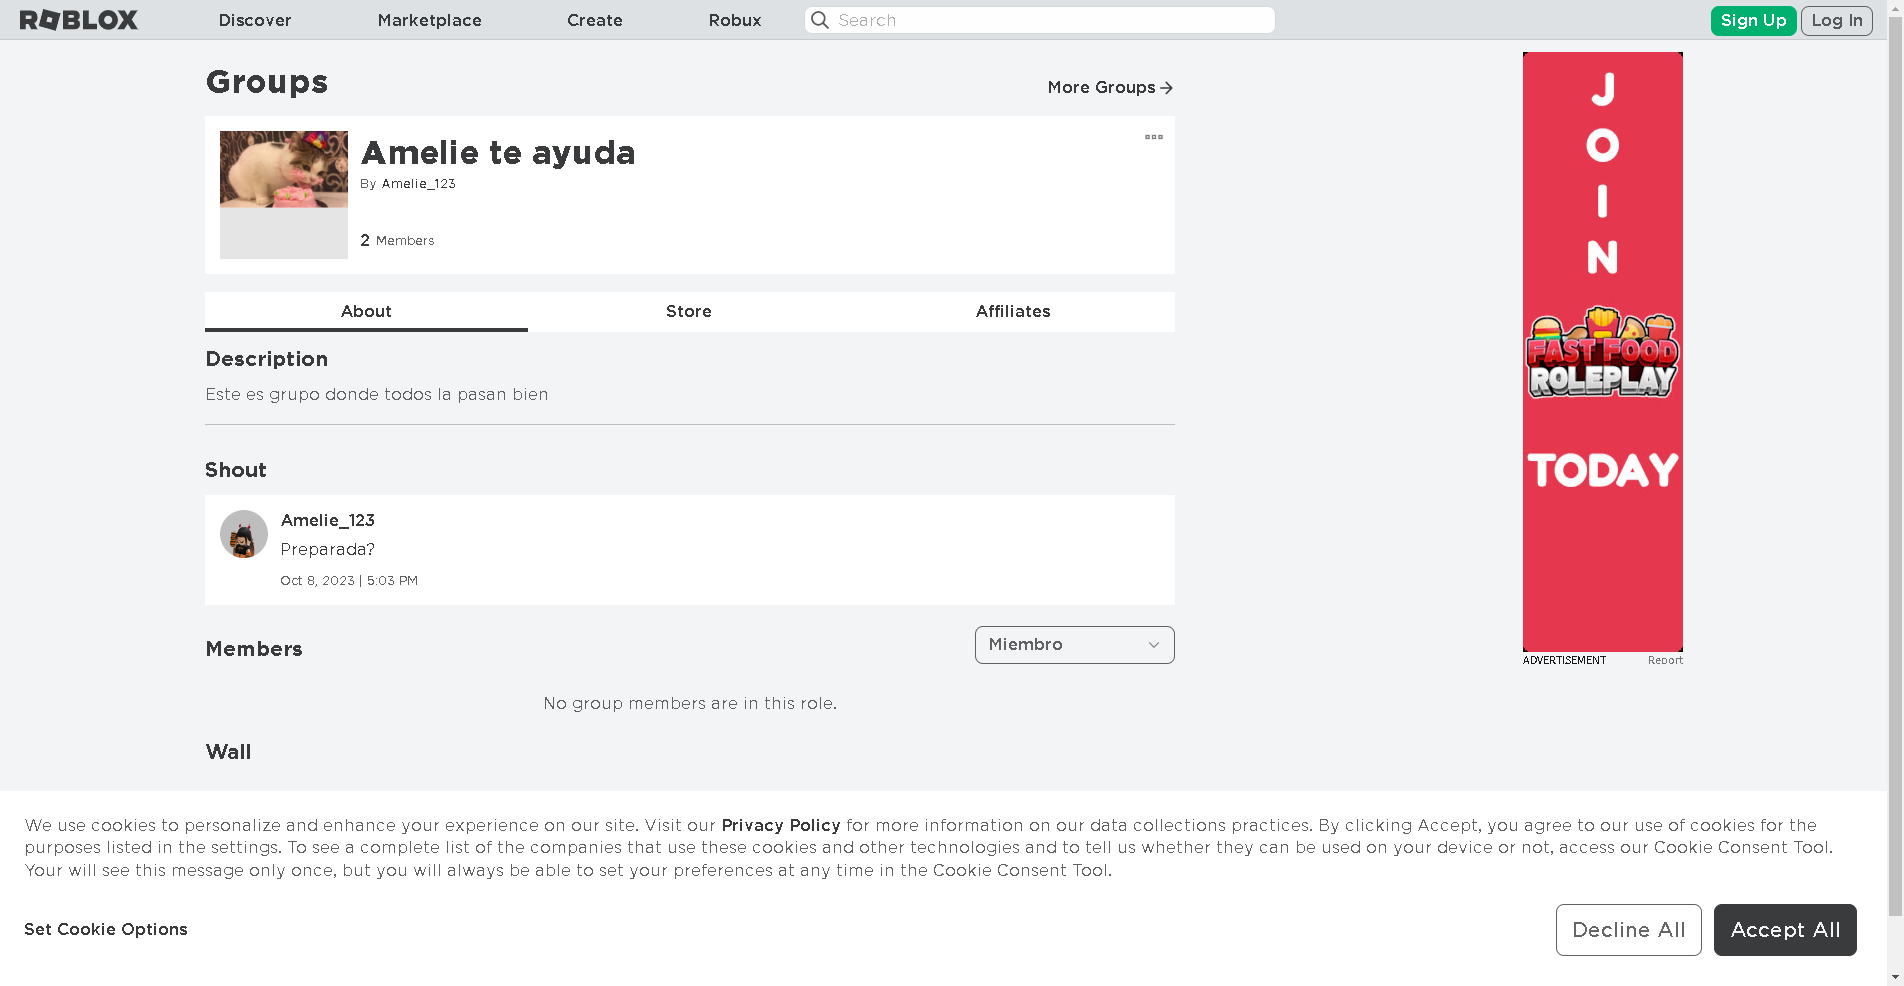 ROBLOX
Discover
Marketplace
Create
Robux
Search
Sign Up
Log In
Groups
More Groups
Amelie te ayuda
By Amelie_123
2 Members
About
Store
Affiliates
Description
Este es grupo donde todos la pasan bien
Shout
Amelie_123
Preparada?
Oct 8, 2023 | 5:03 PM
Members
Miembro
No group members are in this role.
Wall
J
O
I
N
FAST FOOD
ROLEPLAY
TODAY
ADVERTISEMENT
Report
We use cookies to personalize and enhance your experience on our site. Visit our Privacy Policy for more information on our data collections practices. By clicking Accept, you agree to our use of cookies for the
purposes listed in the settings. To see a complete list of the companies that use these cookies and other technologies and to tell us whether they can be used on your device or not, access our Cookie Consent Tool.
Your will see this message only once, but you will always be able to set your preferences at any time in the Cookie Consent Tool.
Set Cookie Options
Decline All
Accept All